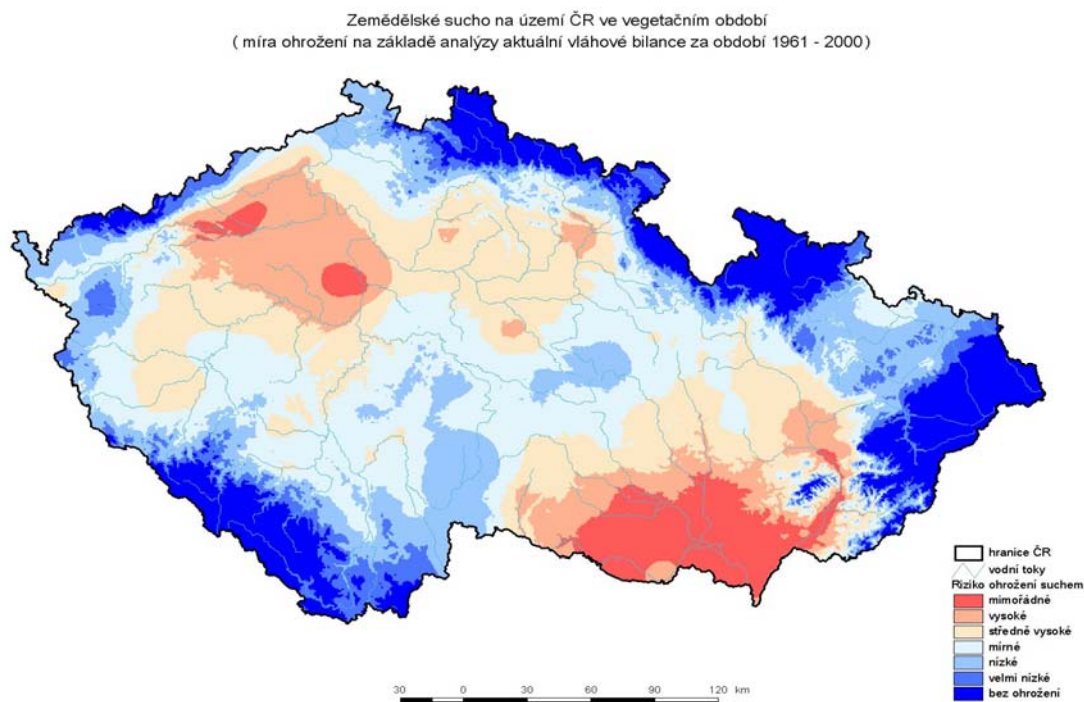 Zemědělské sucho na území ČR ve vegetačním období
( míra ohrožení na základě analýzy aktuální vláhové bilance za období 1961 - 2000 )
hranice ČR
vodní toky
Riziko ohrožení suchem
mimořádné
vysoké
středně vysoké
mírné
nízké
velmi nízké
bez ohrožení
30 0 30 60 90 120 km